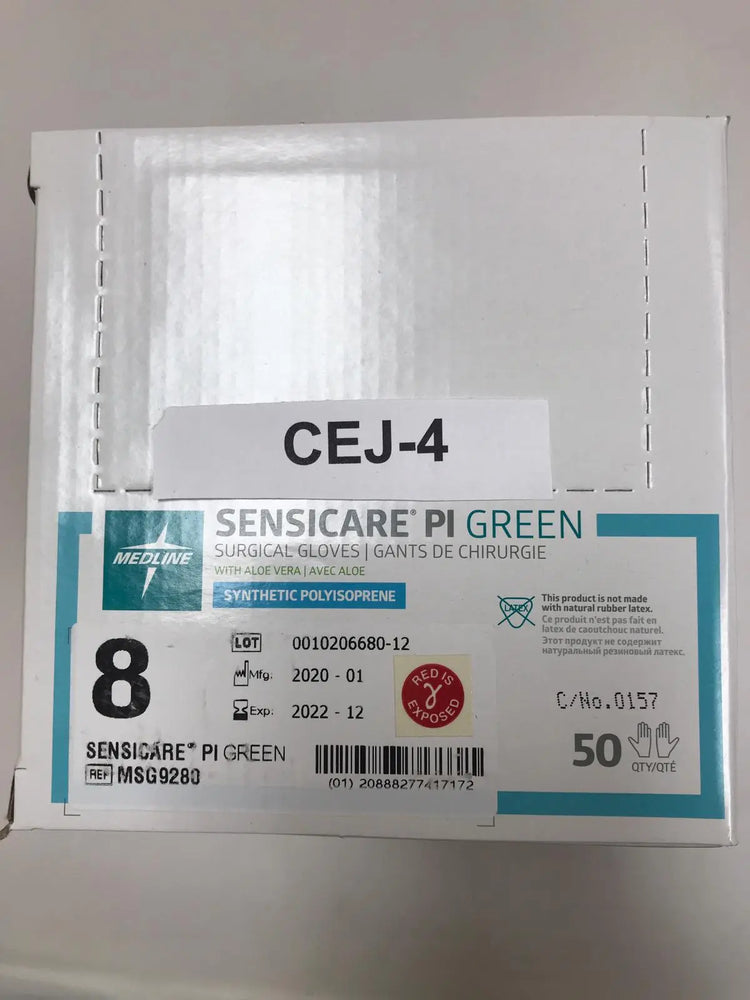 CEJ-4
MEDLINE
SENSICARE® PI GREEN
SURGICAL GLOVES | GANTS DE CHIRURGIE
WITH ALOE VERA | AVEC ALOE
SYNTHETIC POLYISOPRENE
LATEX
This product is not made
with natural rubber latex.
Ce produit n'est pas fait en
latex de caoutchouc naturel.
Этот продукт не содержит
натуральный резиновый латекс.
8
LOT 0010206680-12
Mfg: 2020 - 01
Exp: 2022 - 12
RED IS
γ
EXPOSED
SENSICARE® PI GREEN
REF MSG9280
(01) 20888277417172
C/No.0157
50
QTY/QTÉ